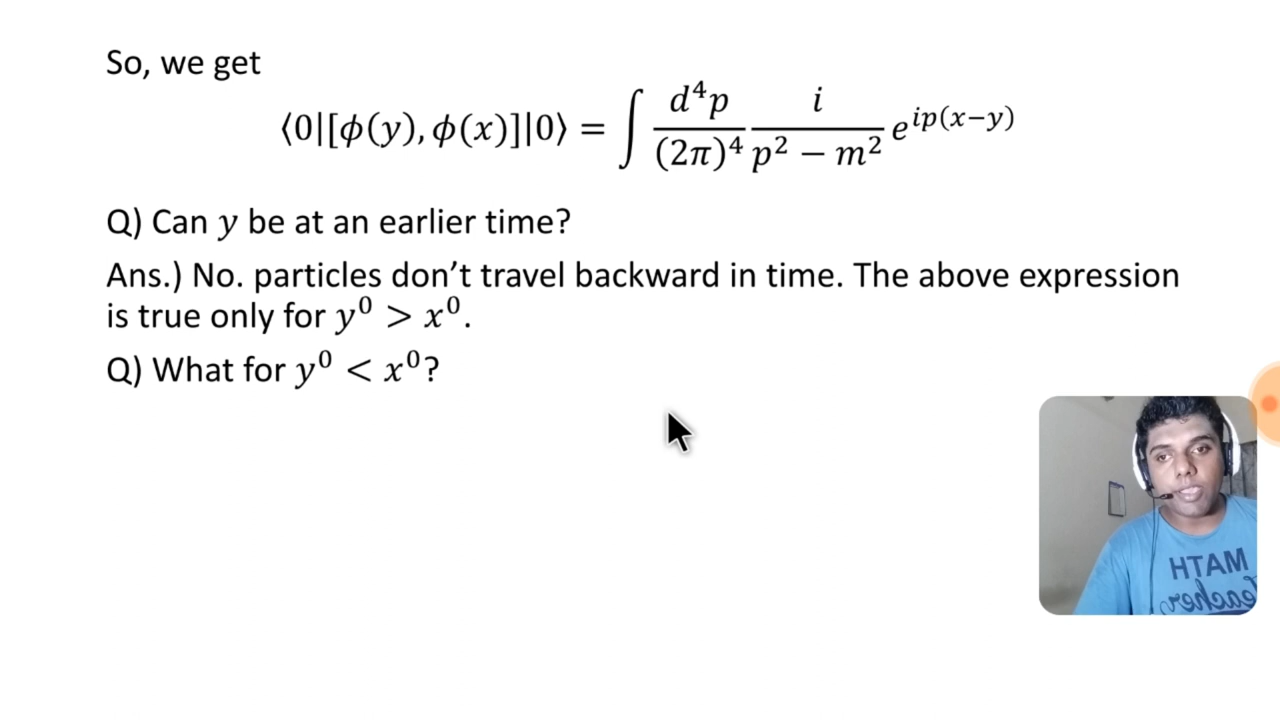 So, we get
⟨0|[ϕ(y), ϕ(x)]|0⟩ = ∫ d⁴p/(2π)⁴ i/(p² − m²) e^{ip(x−y)}
Q) Can y be at an earlier time?
Ans.) No. particles don’t travel backward in time. The above expression
is true only for y⁰ > x⁰.
Q) What for y⁰ < x⁰?
MATH
Teacher